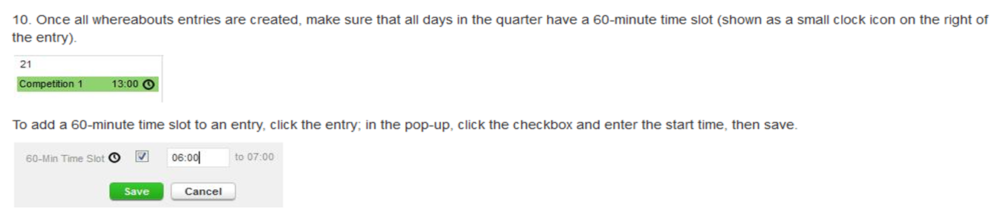 10. Once all whereabouts entries are created, make sure that all days in the quarter have a 60-minute time slot (shown as a small clock icon on the right of
the entry).
21
Competition 1 13:00
To add a 60-minute time slot to an entry, click the entry; in the pop-up, click the checkbox and enter the start time, then save.
60-Min Time Slot 06:00 to 07:00
Save Cancel